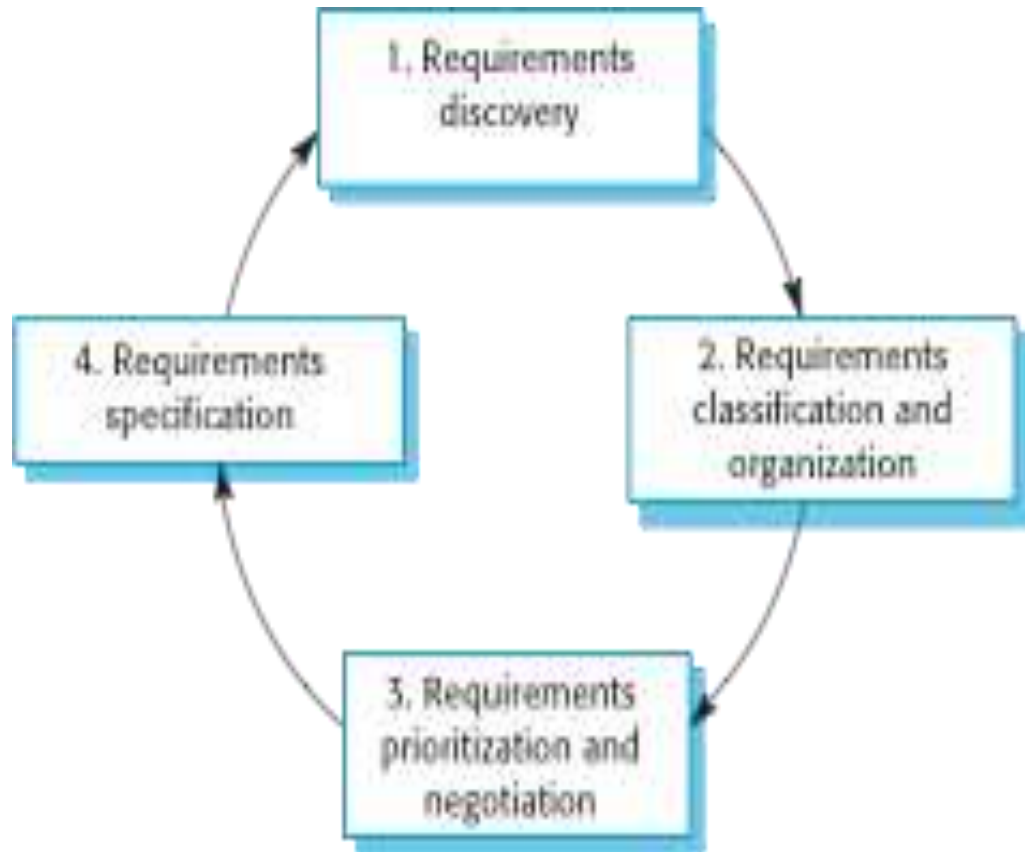 1. Requirements
discovery
2. Requirements
classification and
organization
3. Requirements
prioritization and
negotiation
4. Requirements
specification